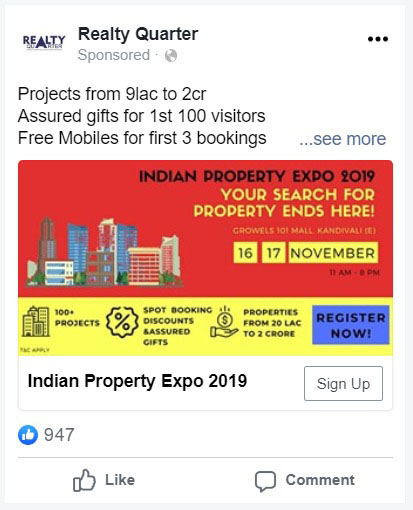 REALTY
QUARTER
Realty Quarter
Sponsored ·
Projects from 9lac to 2cr
Assured gifts for 1st 100 visitors
Free Mobiles for first 3 bookings ...see more
INDIAN PROPERTY EXPO 2019
YOUR SEARCH FOR
PROPERTY ENDS HERE!
GROWELS 101 MALL, KANDIVALI (E)
16 17 NOVEMBER
11 AM - 8 PM
100+
PROJECTS
SPOT BOOKING
DISCOUNTS
&ASSURED
GIFTS
PROPERTIES
FROM 20 LAC
TO 2 CRORE
REGISTER
NOW!
T&C APPLY
Indian Property Expo 2019
Sign Up
947
Like
Comment